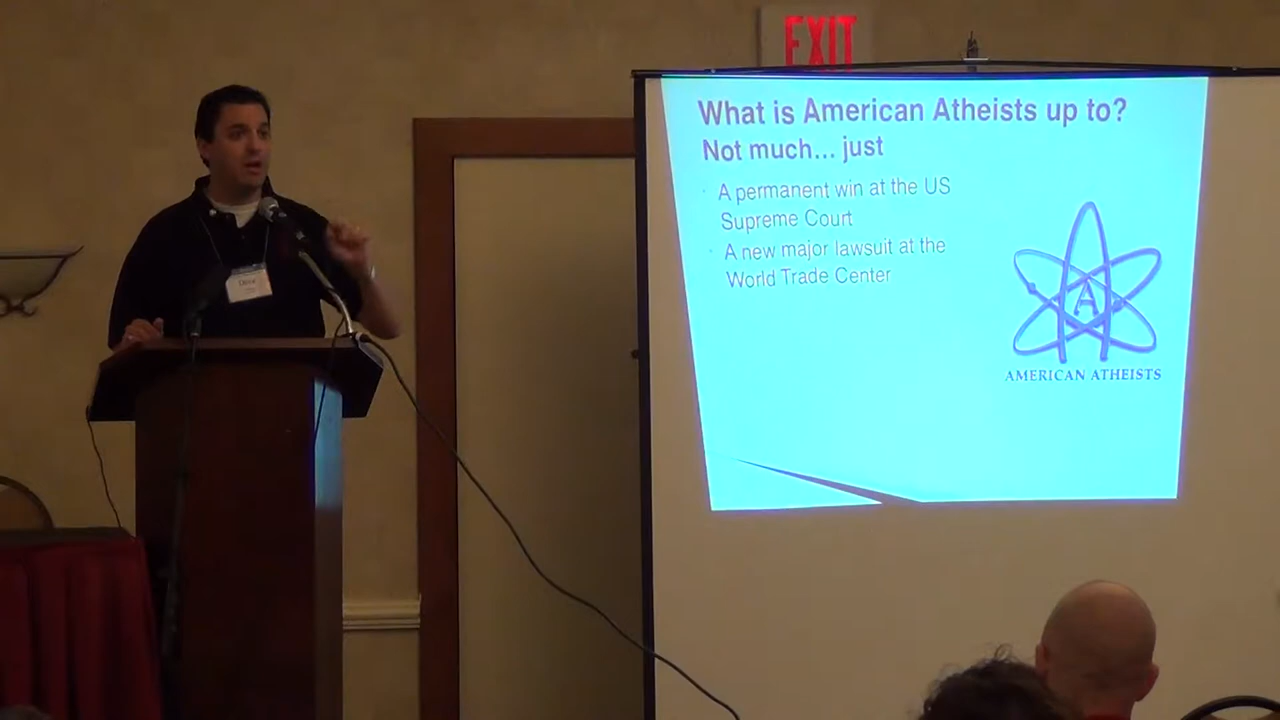 EXIT
What is American Atheists up to?
Not much... just
A permanent win at the US
Supreme Court
A new major lawsuit at the
World Trade Center
A
AMERICAN ATHEISTS